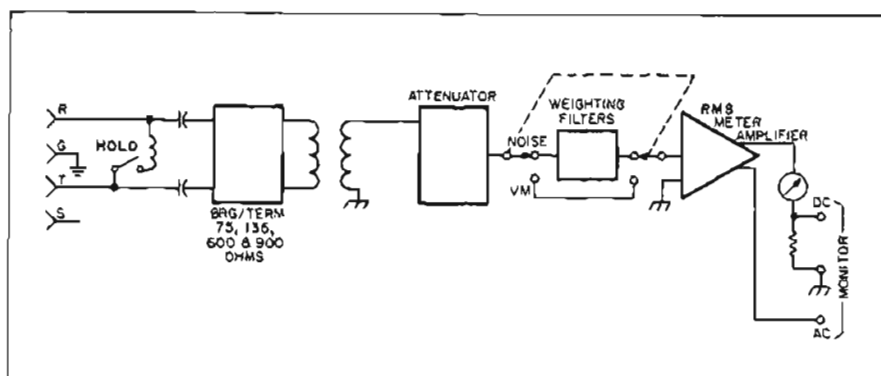 R
G
T
S
HOLD
BRG/TERM
75, 135,
600 & 900
OHMS
ATTENUATOR
NOISE
VM
WEIGHTING
FILTERS
RMS
METER
AMPLIFIER
DC
AC
MONITOR